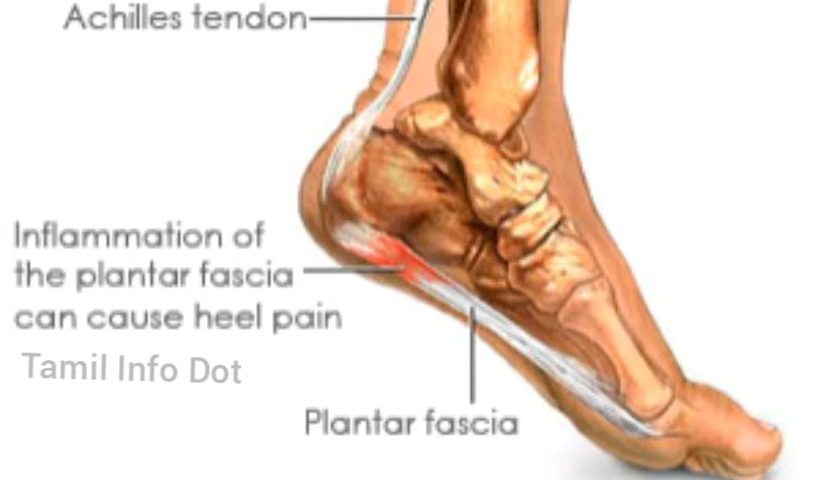 Achilles tendon
Inflammation of
the plantar fascia
can cause heel pain
Tamil Info Dot
Plantar fascia